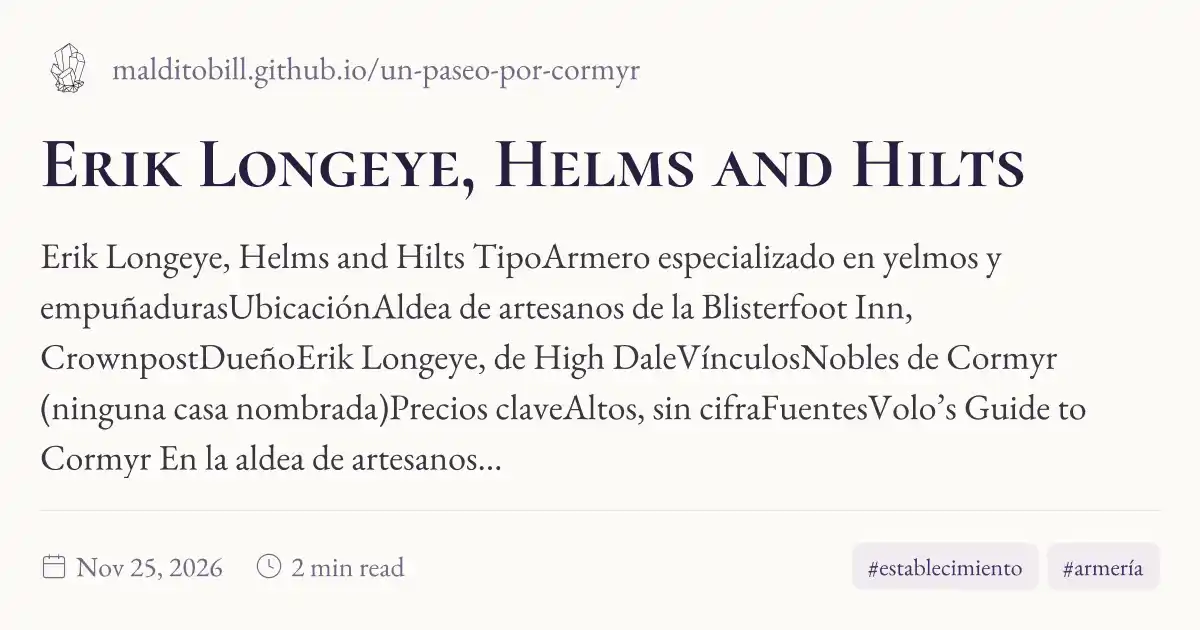 malditobill.github.io/un-paseo-por-cormyr
Erik Longeye, Helms and Hilts
Erik Longeye, Helms and Hilts TipoArmero especializado en yelmos y
empuñadurasUbicaciónAldea de artesanos de la Blisterfoot Inn,
CrownpostDueñoErik Longeye, de High DaleVínculosNobles de Cormyr
(ninguna casa nombrada)Precios claveAltos, sin cifraFuentesVolo’s Guide to
Cormyr En la aldea de artesanos...
Nov 25, 2026 2 min read #establecimiento #armería